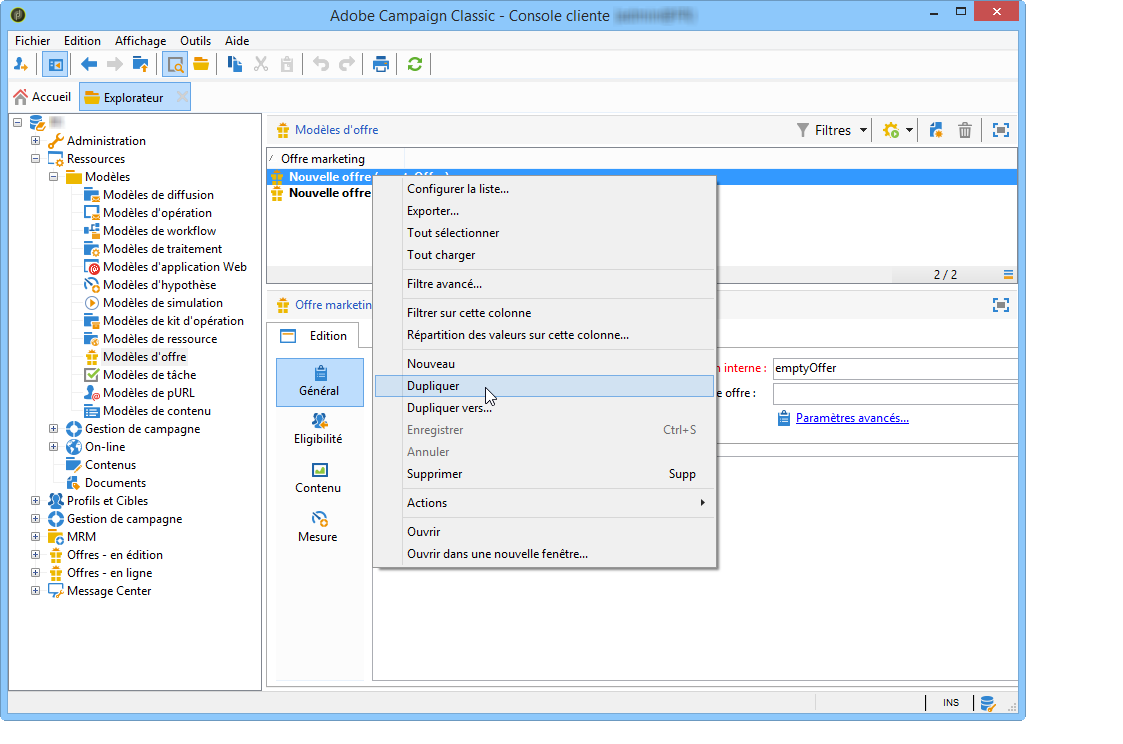 Adobe Campaign Classic - Console cliente
Fichier Edition Affichage Outils Aide
Accueil Explorateur
Administration
Ressources
Modèles
Modèles de diffusion
Modèles d'opération
Modèles de workflow
Modèles de traitement
Modèles d'application Web
Modèles d'hypothèse
Modèles de simulation
Modèles de kit d'opération
Modèles de ressource
Modèles d'offre
Modèles de tâche
Modèles de pURL
Modèles de contenu
Gestion de campagne
On-line
Contenus
Documents
Profils et Cibles
Gestion de campagne
MRM
Offres - en édition
Offres - en ligne
Message Center
Modèles d'offre Filtres
Offre marketing
Nouvelle offre
Nouvelle offre
2 / 2
Offre marketin
Edition
Général
Eligibilité
Contenu
Mesure
Configurer la liste...
Exporter...
Tout sélectionner
Tout charger
Filtre avancé...
Filtrer sur cette colonne
Répartition des valeurs sur cette colonne...
Nouveau
Dupliquer
Dupliquer vers...
Enregistrer Ctrl+S
Annuler
Supprimer Supp
Actions
Ouvrir
Ouvrir dans une nouvelle fenêtre...
n interne : emptyOffer
e offre :
Paramètres avancés...
INS